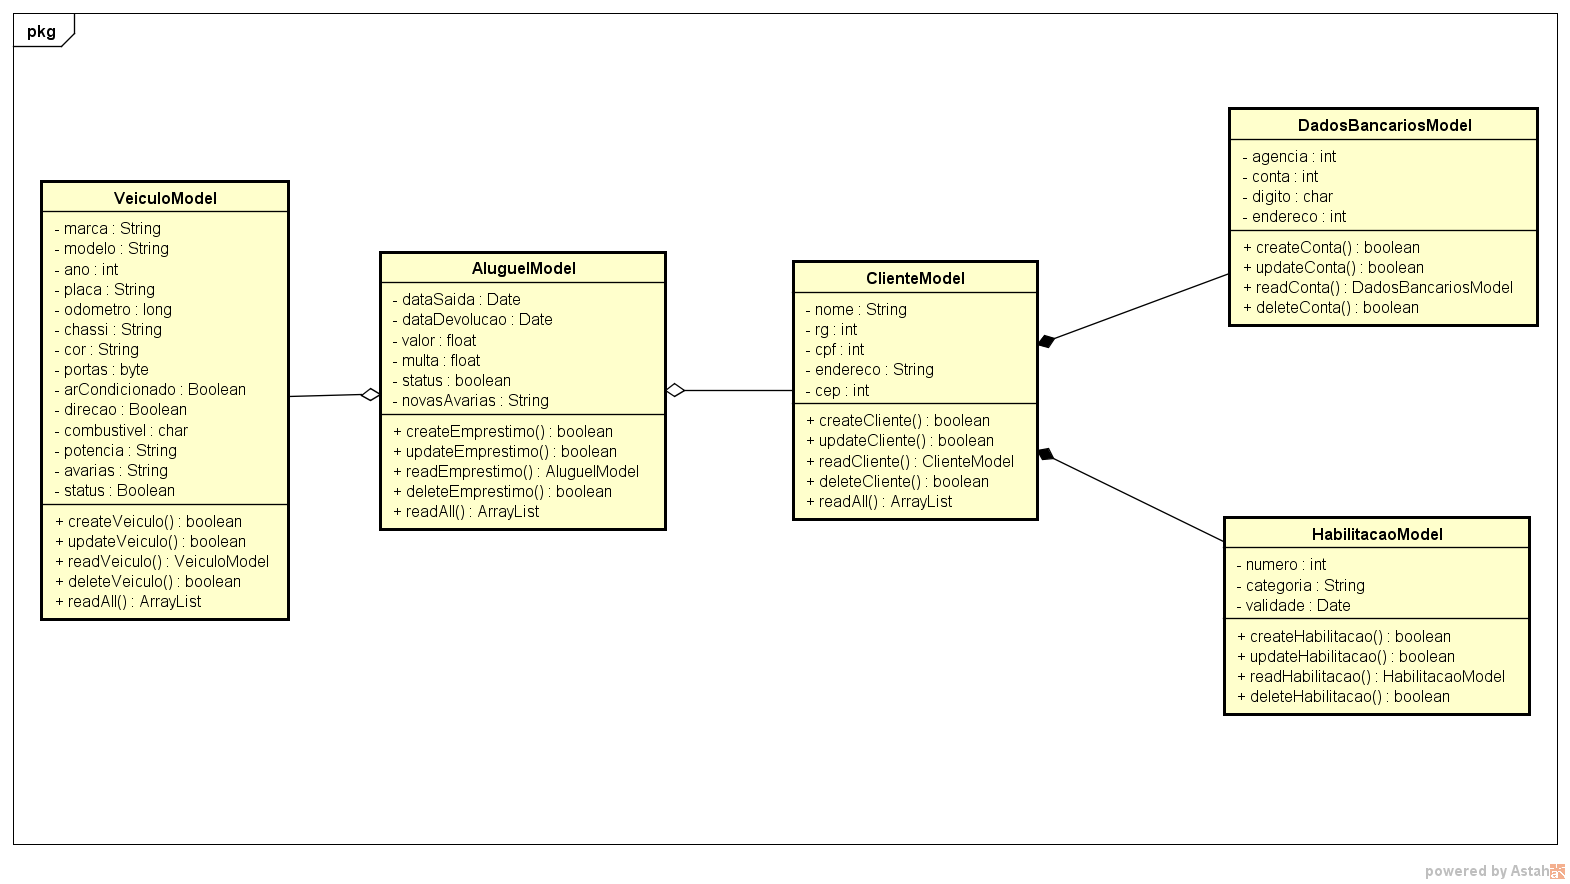 pkg
VeiculoModel
- marca : String
- modelo : String
- ano : int
- placa : String
- odometro : long
- chassi : String
- cor : String
- portas : byte
- arCondicionado : Boolean
- direcao : Boolean
- combustivel : char
- potencia : String
- avarias : String
- status : Boolean
+ createVeiculo() : boolean
+ updateVeiculo() : boolean
+ readVeiculo() : VeiculoModel
+ deleteVeiculo() : boolean
+ readAll() : ArrayList
AluguelModel
- dataSaida : Date
- dataDevolucao : Date
- valor : float
- multa : float
- status : boolean
- novasAvarias : String
+ createEmprestimo() : boolean
+ updateEmprestimo() : boolean
+ readEmprestimo() : AluguelModel
+ deleteEmprestimo() : boolean
+ readAll() : ArrayList
ClienteModel
- nome : String
- rg : int
- cpf : int
- endereco : String
- cep : int
+ createCliente() : boolean
+ updateCliente() : boolean
+ readCliente() : ClienteModel
+ deleteCliente() : boolean
+ readAll() : ArrayList
DadosBancariosModel
- agencia : int
- conta : int
- digito : char
- endereco : int
+ createConta() : boolean
+ updateConta() : boolean
+ readConta() : DadosBancariosModel
+ deleteConta() : boolean
HabilitacaoModel
- numero : int
- categoria : String
- validade : Date
+ createHabilitacao() : boolean
+ updateHabilitacao() : boolean
+ readHabilitacao() : HabilitacaoModel
+ deleteHabilitacao() : boolean
powered by Astah